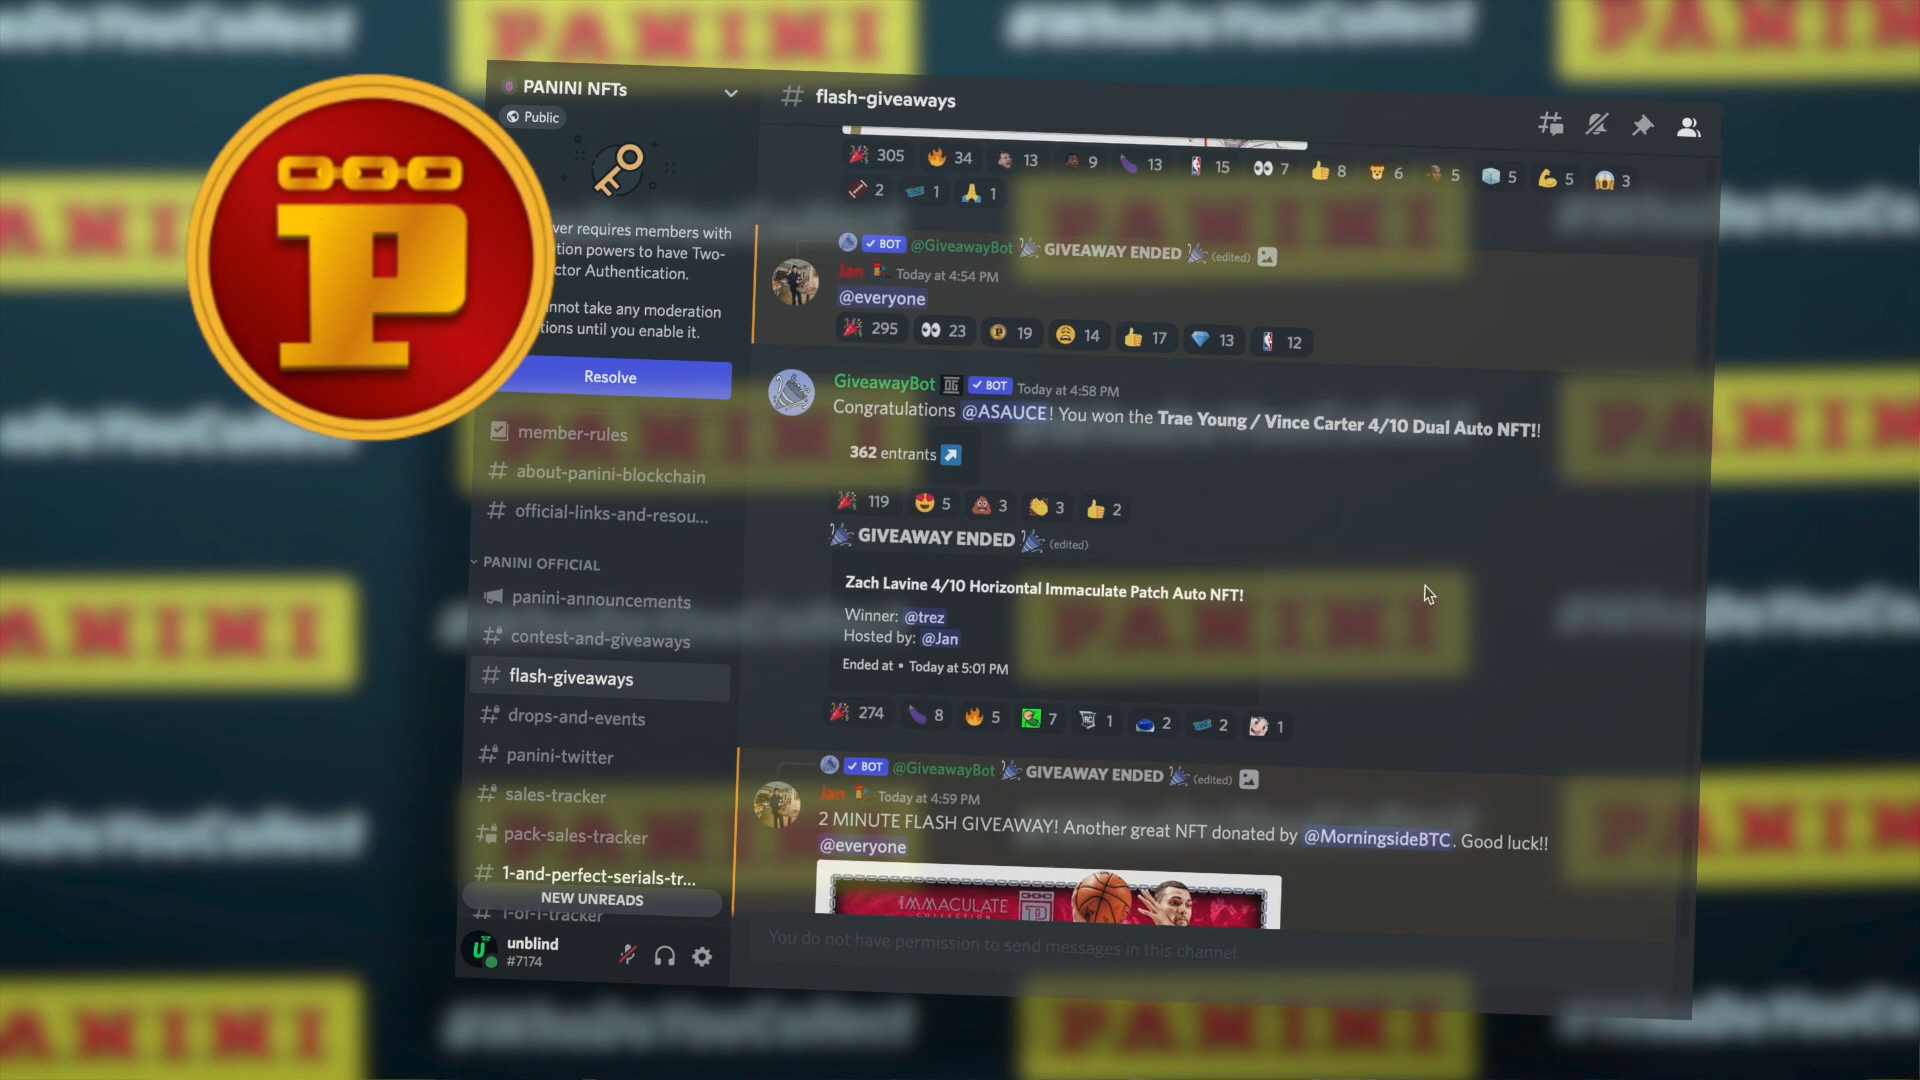 #WhoDoYouCollect
PANINI
#WhoDoYouCollect
PANINI
PANINI NFTs
Public
# flash-giveaways
305 34 13 9 13 15 7 8 6 5 5 5 3
2 1 1
ver requires members with
tion powers to have Two-
ctor Authentication.
nnot take any moderation
tions until you enable it.
Resolve
P
member-rules
# about-panini-blockchain
# official-links-and-resou...
PANINI OFFICIAL
panini-announcements
contest-and-giveaways
# flash-giveaways
drops-and-events
panini-twitter
sales-tracker
pack-sales-tracker
# 1-and-perfect-serials-tr...
NEW UNREADS
# 1-of-1-tracker
unblind
#7174
BOT @GiveawayBot GIVEAWAY ENDED (edited)
Jan Today at 4:54 PM
@everyone
295 23 19 14 17 13 12
GiveawayBot BOT Today at 4:58 PM
Congratulations @ASAUCE! You won the Trae Young / Vince Carter 4/10 Dual Auto NFT!!
362 entrants
119 5 3 3 2
GIVEAWAY ENDED (edited)
Zach Lavine 4/10 Horizontal Immaculate Patch Auto NFT!
Winner: @trez
Hosted by: @Jan
Ended at • Today at 5:01 PM
274 8 5 7 1 2 2 1
BOT @GiveawayBot GIVEAWAY ENDED (edited)
Jan Today at 4:59 PM
2 MINUTE FLASH GIVEAWAY! Another great NFT donated by @MorningsideBTC. Good luck!!
@everyone
IMMACULATE
COLLECTION
You do not have permission to send messages in this channel.